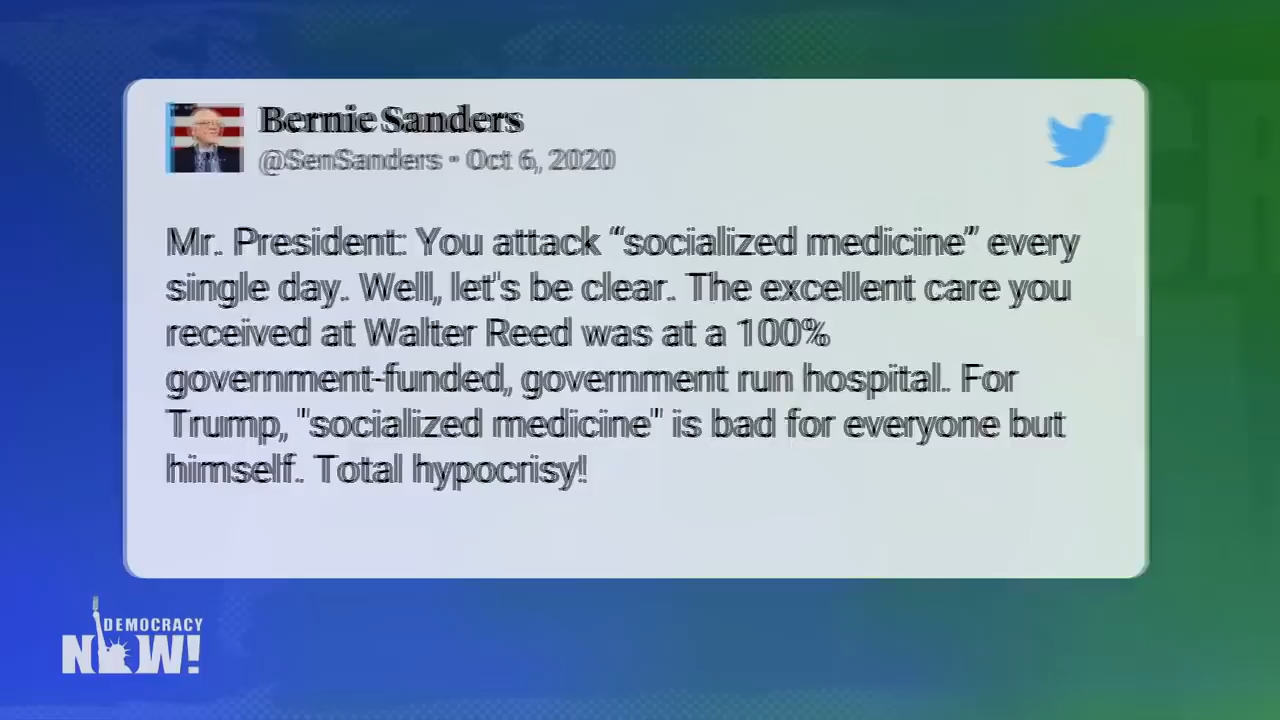 Bernie Sanders
@SenSanders • Oct 6, 2020
Mr. President: You attack “socialized medicine” every
single day. Well, let's be clear. The excellent care you
received at Walter Reed was at a 100%
government-funded, government run hospital. For
Trump, "socialized medicine" is bad for everyone but
himself. Total hypocrisy!
DEMOCRACY
NOW!